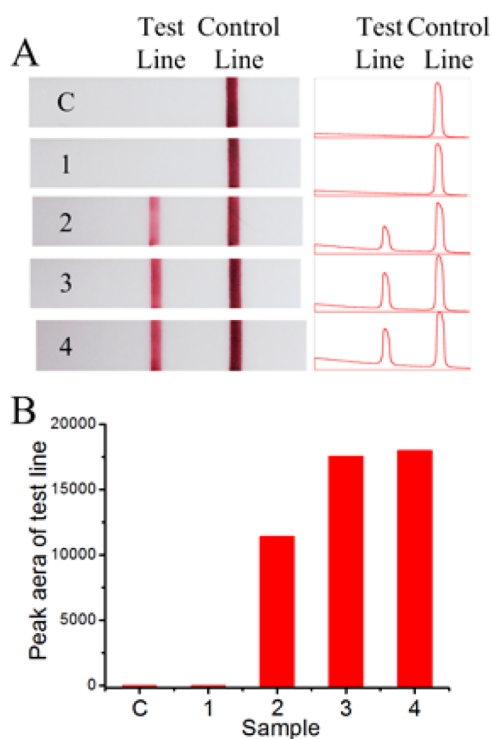 A
Test Control
Line Line
Test Control
Line Line
C
1
2
3
4
B
20000
15000
10000
5000
0
Peak aera of test line
C 1 2 3 4
Sample